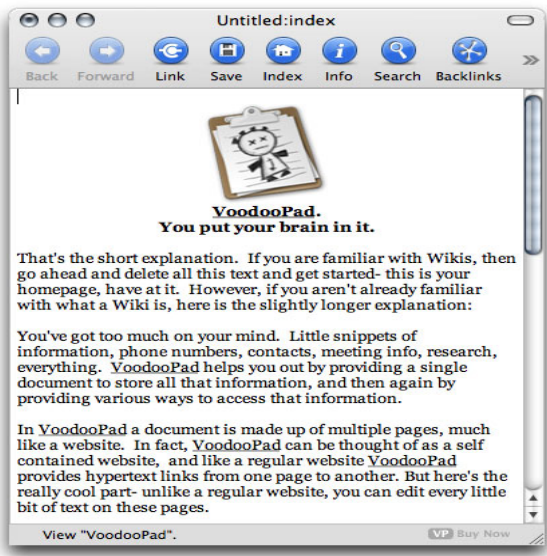 Untitled:index
Back Forward Link Save Index Info Search Backlinks
VoodooPad.
You put your brain in it.
That's the short explanation.  If you are familiar with Wikis, then
go ahead and delete all this text and get started- this is your
homepage, have at it.  However, if you aren't already familiar
with what a Wiki is, here is the slightly longer explanation:
You've got too much on your mind.  Little snippets of
information, phone numbers, contacts, meeting info, research,
everything.  VoodooPad helps you out by providing a single
document to store all that information, and then again by
providing various ways to access that information.
In VoodooPad a document is made up of multiple pages, much
like a website.  In fact, VoodooPad can be thought of as a self
contained website,  and like a regular website VoodooPad
provides hypertext links from one page to another. But here's the
really cool part- unlike a regular website, you can edit every little
bit of text on these pages.
View "VoodooPad". VP Buy Now